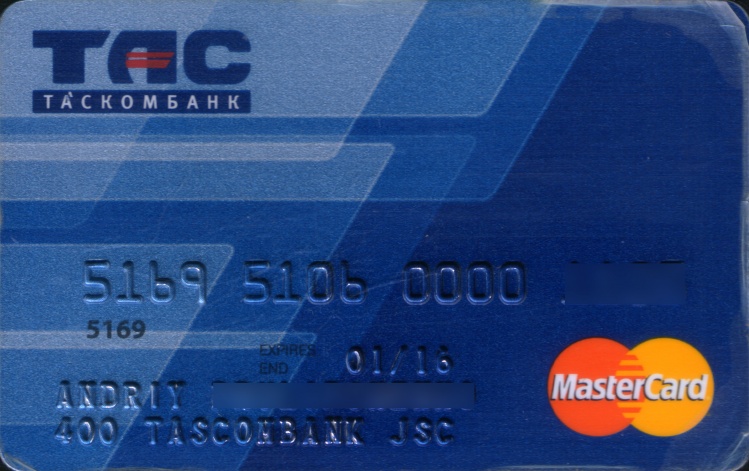 ТАС
ТАСКОМБАНК
5169 5106 0000
5169
EXPIRES
END
01/16
ANDRIY
400 TASCOMBANK JSC
MasterCard